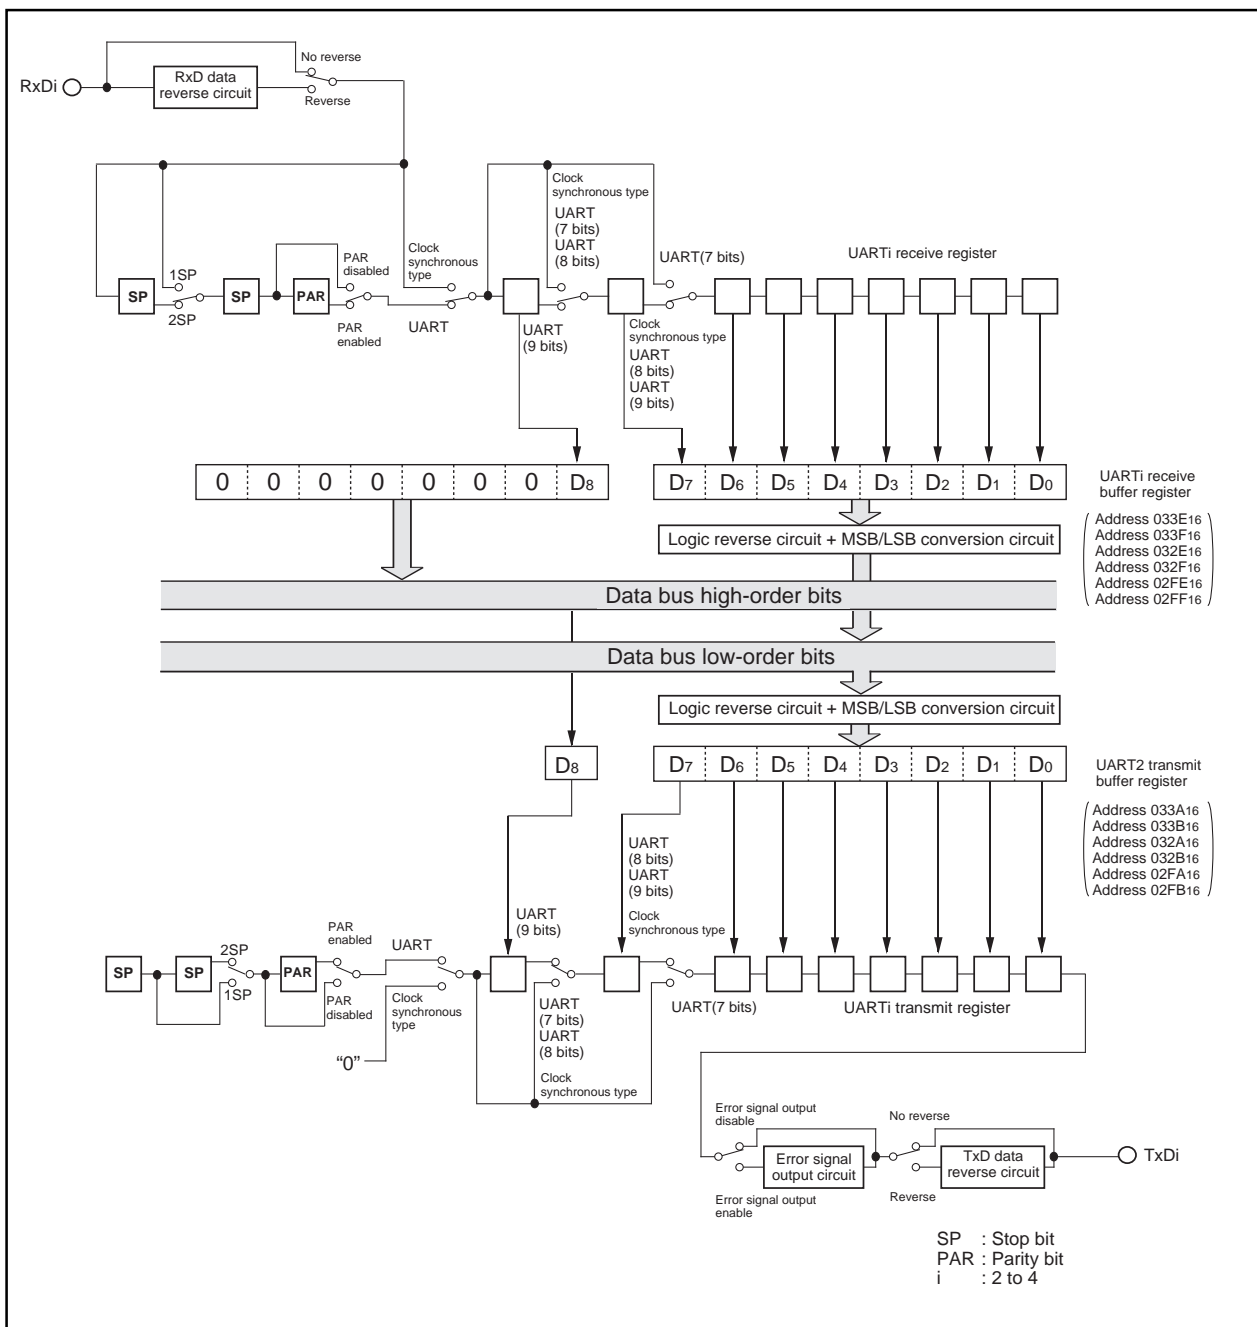 No reverse
RxDi
RxD data
reverse circuit
Reverse
Clock
synchronous type
UART
(7 bits)
UART
(8 bits)
PAR
disabled
Clock
synchronous
type
UART(7 bits)
UARTi receive register
1SP
SP
SP
PAR
2SP
PAR
enabled
UART
UART
(9 bits)
Clock
synchronous type
UART
(8 bits)
UART
(9 bits)
0 0 0 0 0 0 0 D8
D7 D6 D5 D4 D3 D2 D1 D0
UARTi receive
buffer register
Address 033E16
Address 033F16
Address 032E16
Address 032F16
Address 02FE16
Address 02FF16
Logic reverse circuit + MSB/LSB conversion circuit
Data bus high-order bits
Data bus low-order bits
Logic reverse circuit + MSB/LSB conversion circuit
D8
D7 D6 D5 D4 D3 D2 D1 D0
UART2 transmit
buffer register
Address 033A16
Address 033B16
Address 032A16
Address 032B16
Address 02FA16
Address 02FB16
UART
(8 bits)
UART
(9 bits)
Clock
synchronous type
UART
(9 bits)
PAR
enabled
UART
2SP
SP
SP
PAR
1SP
PAR
disabled
Clock
synchronous
type
“0”
UART
(7 bits)
UART
(8 bits)
Clock
synchronous type
UART(7 bits)
UARTi transmit register
Error signal output
disable
No reverse
Error signal
output circuit
TxD data
reverse circuit
TxDi
Error signal output
enable
Reverse
SP : Stop bit
PAR : Parity bit
i : 2 to 4